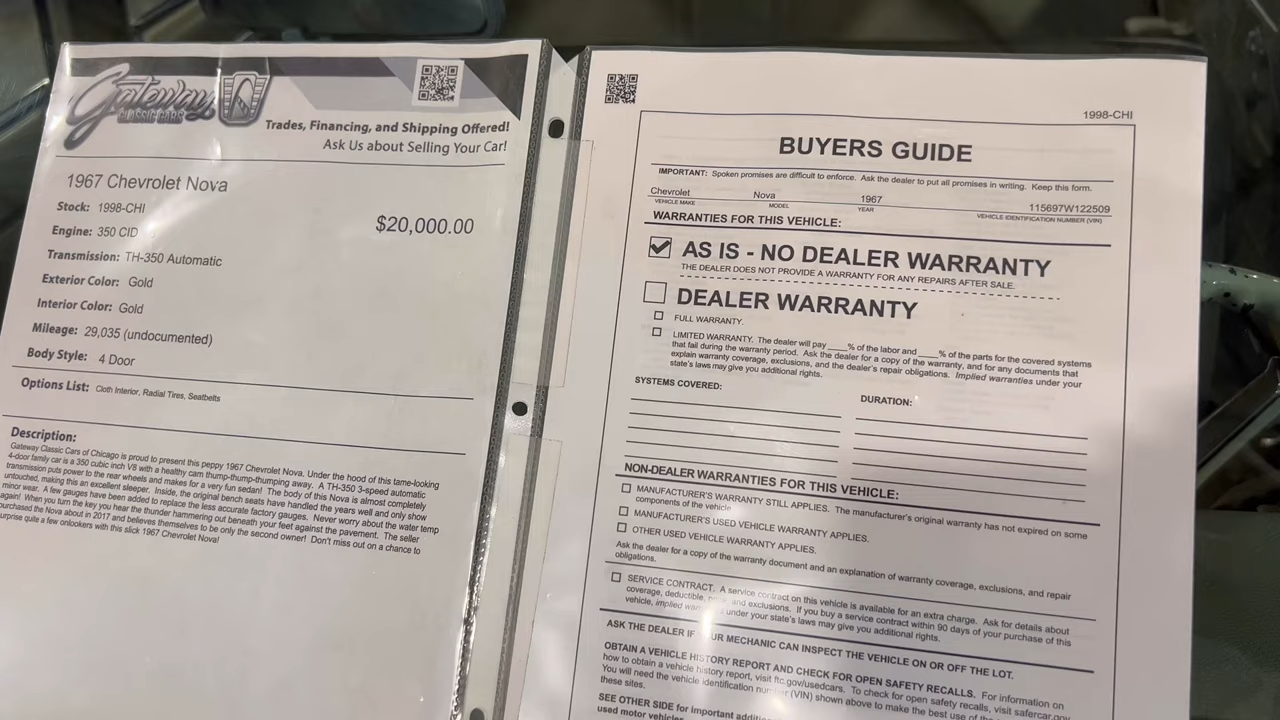 Gateway
CLASSIC CARS
Trades, Financing, and Shipping Offered!
Ask Us about Selling Your Car!
1967 Chevrolet Nova
Stock: 1998-CHI
$20,000.00
Engine: 350 CID
Transmission: TH-350 Automatic
Exterior Color: Gold
Interior Color: Gold
Mileage: 29,035 (undocumented)
Body Style: 4 Door
Options List: Cloth Interior, Radial Tires, Seatbelts
Description:
Gateway Classic Cars of Chicago is proud to present this peppy 1967 Chevrolet Nova. Under the hood of this tame-looking
4-door family car is a 350 cubic inch V8 with a healthy cam thump-thump-thumping away. A TH-350 3-speed automatic
transmission puts power to the rear wheels and makes for a very fun sedan! The body of this Nova is almost completely
untouched, making this an excellent sleeper. Inside, the original bench seats have handled the years well and only show
minor wear. A few gauges have been added to replace the less accurate factory gauges. Never worry about the water temp
again! When you turn the key you hear the thunder hammering out beneath your feet against the pavement. The seller
purchased the Nova about in 2017 and believes themselves to be only the second owner! Don't miss out on a chance to
surprise quite a few onlookers with this slick 1967 Chevrolet Nova!
1998-CHI
BUYERS GUIDE
IMPORTANT: Spoken promises are difficult to enforce. Ask the dealer to put all promises in writing. Keep this form.
Chevrolet Nova 1967 115697W122509
VEHICLE MAKE MODEL YEAR VEHICLE IDENTIFICATION NUMBER (VIN)
WARRANTIES FOR THIS VEHICLE:
AS IS - NO DEALER WARRANTY
THE DEALER DOES NOT PROVIDE A WARRANTY FOR ANY REPAIRS AFTER SALE.
DEALER WARRANTY
FULL WARRANTY.
LIMITED WARRANTY. The dealer will pay ____% of the labor and ____% of the parts for the covered systems
that fail during the warranty period. Ask the dealer for a copy of the warranty, and for any documents that
explain warranty coverage, exclusions, and the dealer's repair obligations. Implied warranties under your
state's laws may give you additional rights.
SYSTEMS COVERED: DURATION:
NON-DEALER WARRANTIES FOR THIS VEHICLE:
MANUFACTURER'S WARRANTY STILL APPLIES. The manufacturer's original warranty has not expired on some
components of the vehicle
MANUFACTURER'S USED VEHICLE WARRANTY APPLIES.
OTHER USED VEHICLE WARRANTY APPLIES.
Ask the dealer for a copy of the warranty document and an explanation of warranty coverage, exclusions, and repair
obligations.
SERVICE CONTRACT. A service contract on this vehicle is available for an extra charge. Ask for details about
coverage, deductible, and exclusions. If you buy a service contract within 90 days of your purchase of this
vehicle, implied under your state's laws may give you additional rights.
ASK THE DEALER IF MECHANIC CAN INSPECT THE VEHICLE ON OR OFF THE LOT.
OBTAIN A VEHICLE HISTORY REPORT AND CHECK FOR OPEN SAFETY RECALLS. For information on
how to obtain a vehicle history report, visit ftc.gov/usedcars. To check for open safety recalls, visit safercar.gov.
You will need the vehicle identification number (VIN) shown above to make the best use of the
these sites.
SEE OTHER SIDE for important
used motor vehicles